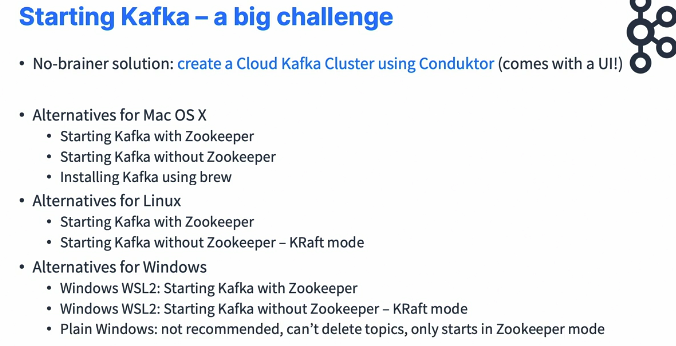 Starting Kafka – a big challenge
• No-brainer solution: create a Cloud Kafka Cluster using Conduktor (comes with a UI!)
• Alternatives for Mac OS X
• Starting Kafka with Zookeeper
• Starting Kafka without Zookeeper
• Installing Kafka using brew
• Alternatives for Linux
• Starting Kafka with Zookeeper
• Starting Kafka without Zookeeper – KRaft mode
• Alternatives for Windows
• Windows WSL2: Starting Kafka with Zookeeper
• Windows WSL2: Starting Kafka without Zookeeper – KRaft mode
• Plain Windows: not recommended, can’t delete topics, only starts in Zookeeper mode